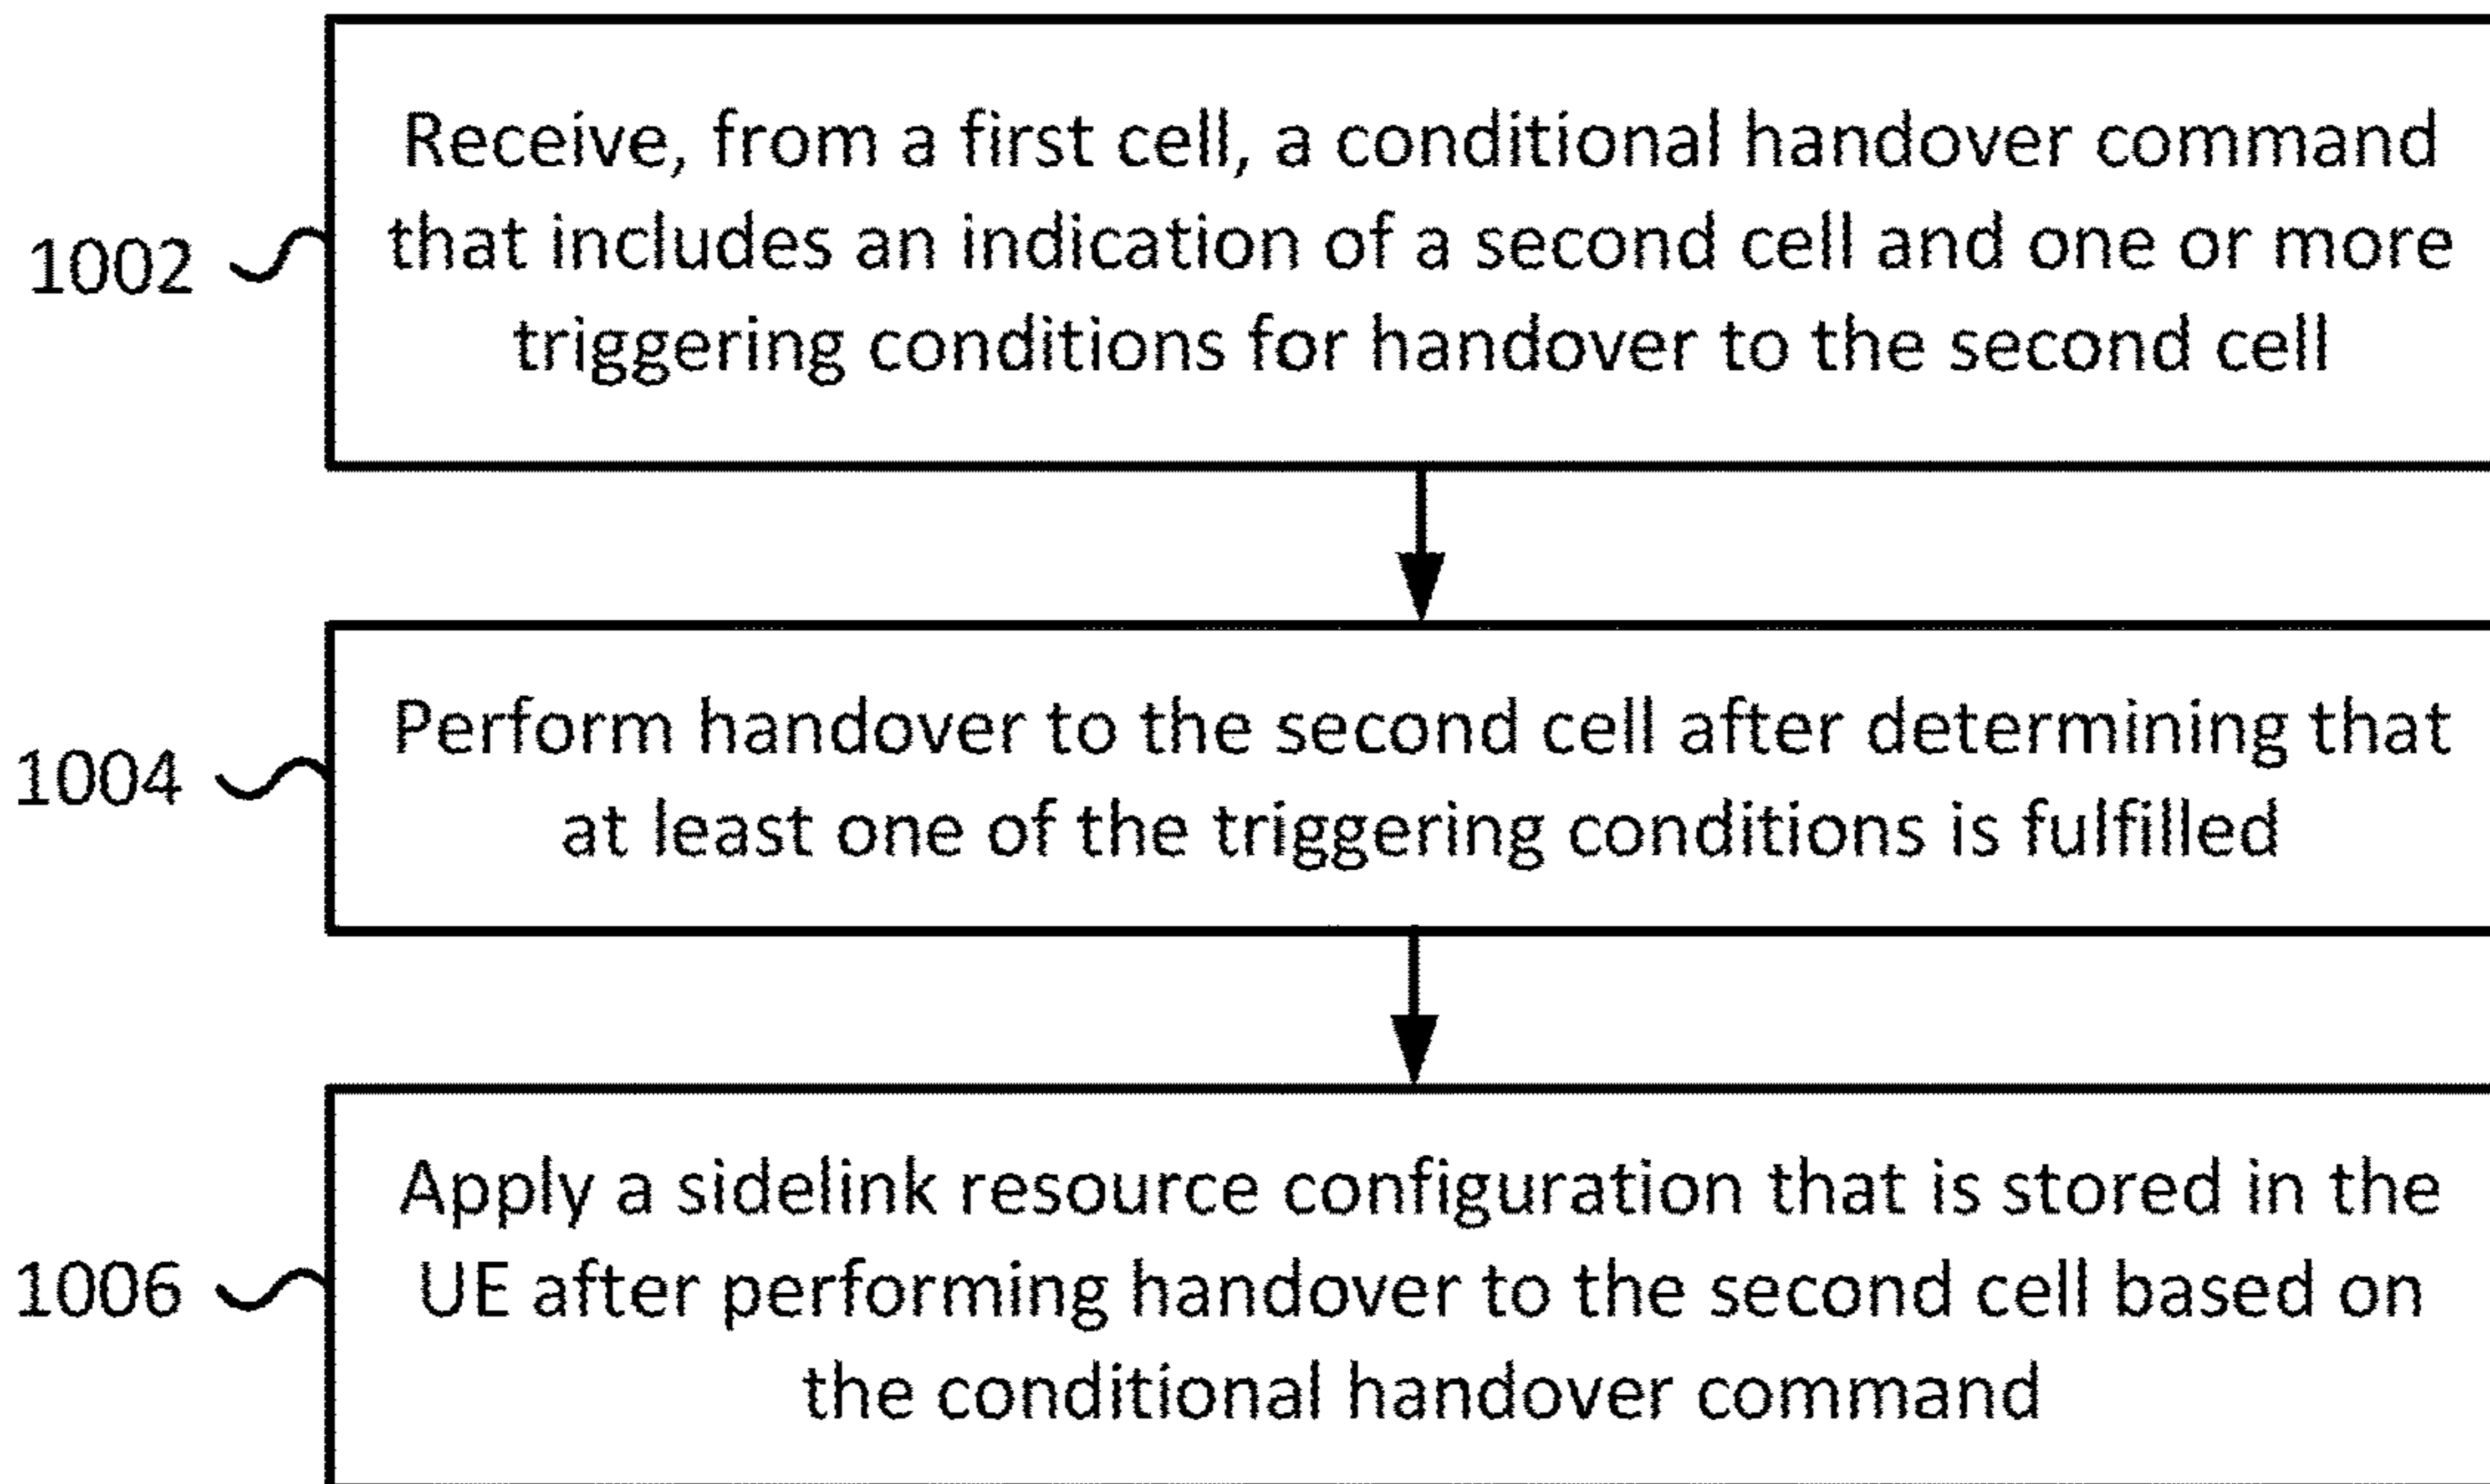 Receive, from a first cell, a conditional handover command
that includes an indication of a second cell and one or more
triggering conditions for handover to the second cell
1002
Perform handover to the second cell after determining that
at least one of the triggering conditions is fulfilled
1004
Apply a sidelink resource configuration that is stored in the
UE after performing handover to the second cell based on
the conditional handover command
1006